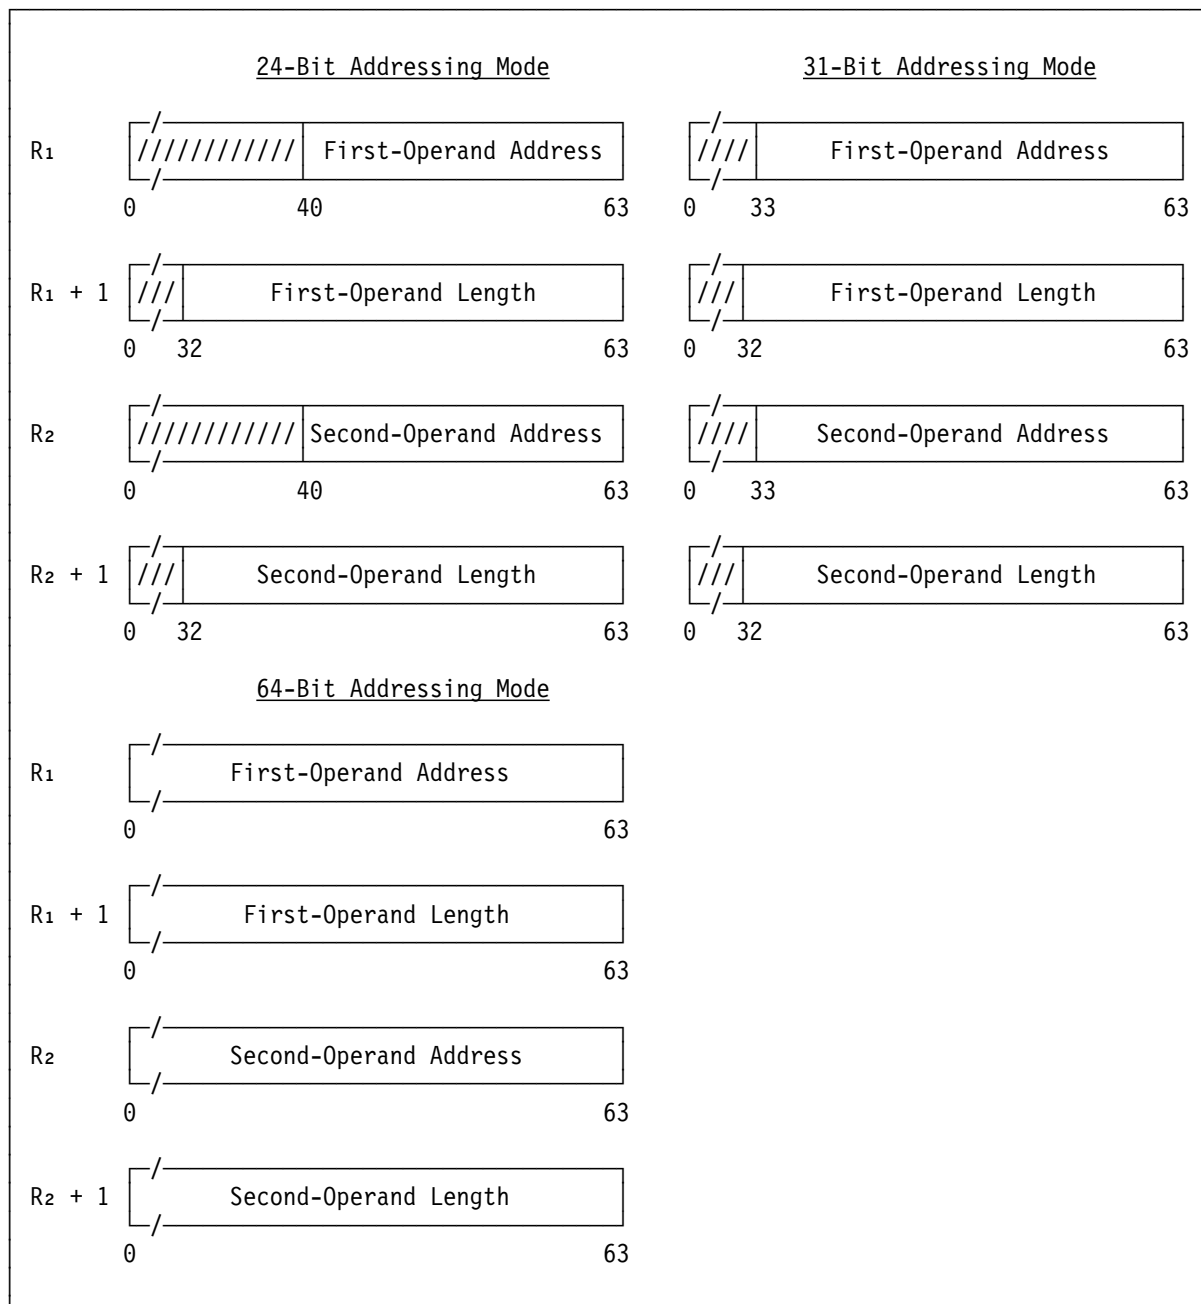 24-Bit Addressing Mode 31-Bit Addressing Mode
R₁ //////////// First-Operand Address //// First-Operand Address
0 40 63 0 33 63
R₁ + 1 /// First-Operand Length /// First-Operand Length
0 32 63 0 32 63
R₂ //////////// Second-Operand Address //// Second-Operand Address
0 40 63 0 33 63
R₂ + 1 /// Second-Operand Length /// Second-Operand Length
0 32 63 0 32 63
64-Bit Addressing Mode
R₁ First-Operand Address
0 63
R₁ + 1 First-Operand Length
0 63
R₂ Second-Operand Address
0 63
R₂ + 1 Second-Operand Length
0 63